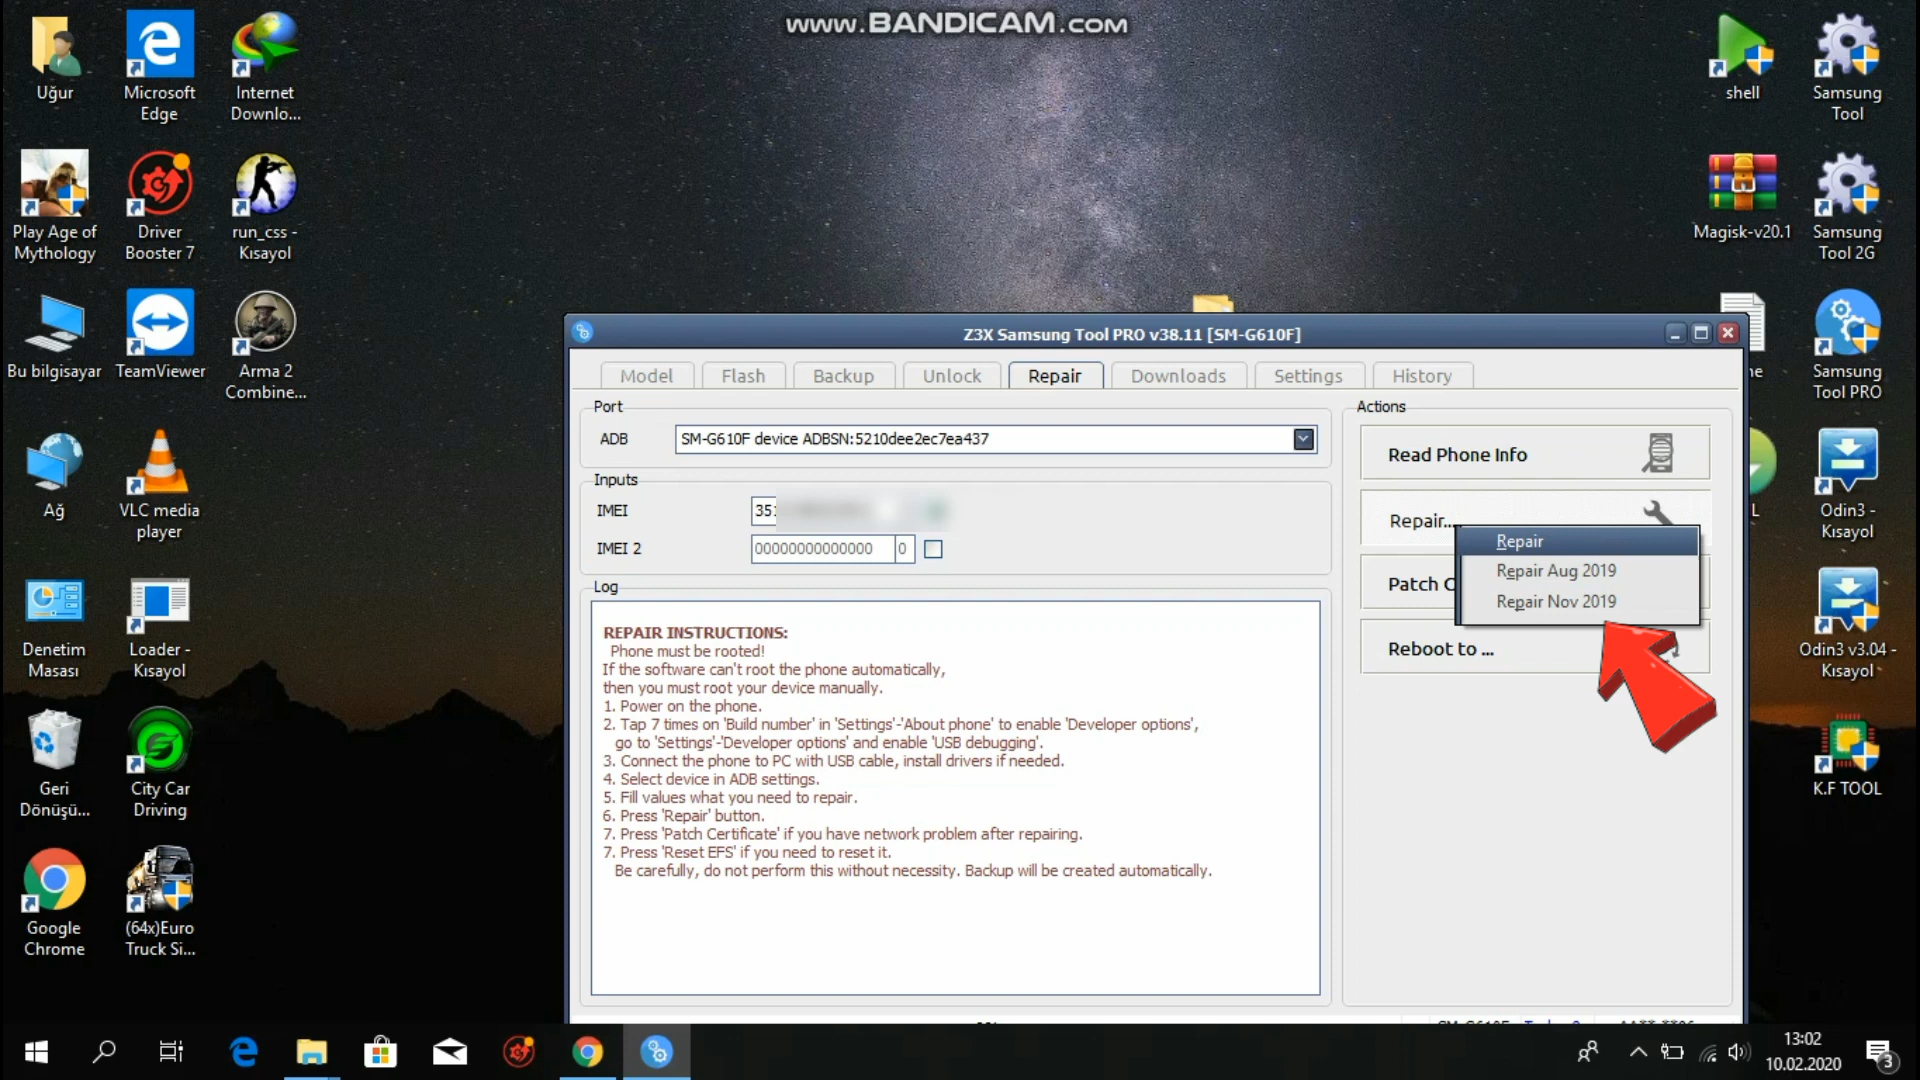 www.BANDICAM.com
Uğur
Microsoft
Edge
Internet
Downlo...
shell
Samsung
Tool
Play Age of
Mythology
Driver
Booster 7
run_css -
Kısayol
Magisk-v20.1
Samsung
Tool 2G
Bu bilgisayar
TeamViewer
Arma 2
Combine...
Samsung
Tool PRO
Ağ
VLC media
player
Odin3 -
Kısayol
Denetim
Masası
Loader -
Kısayol
Odin3 v3.04 -
Kısayol
Geri
Dönüşü...
City Car
Driving
K.F TOOL
Google
Chrome
(64x)Euro
Truck Si...
Z3X Samsung Tool PRO v38.11 [SM-G610F]
Model
Flash
Backup
Unlock
Repair
Downloads
Settings
History
Port
ADB
SM-G610F device ADBSN:5210dee2ec7ea437
Inputs
IMEI
IMEI 2
00000000000000
0
Log
REPAIR INSTRUCTIONS:
Phone must be rooted!
If the software can't root the phone automatically,
then you must root your device manually.
1. Power on the phone.
2. Tap 7 times on 'Build number' in 'Settings'-'About phone' to enable 'Developer options',
go to 'Settings'-'Developer options' and enable 'USB debugging'.
3. Connect the phone to PC with USB cable, install drivers if needed.
4. Select device in ADB settings.
5. Fill values what you need to repair.
6. Press 'Repair' button.
7. Press 'Patch Certificate' if you have network problem after repairing.
7. Press 'Reset EFS' if you need to reset it.
Be carefully, do not perform this without necessity. Backup will be created automatically.
Actions
Read Phone Info
Repair...
Repair
Repair Aug 2019
Repair Nov 2019
Patch C
Reboot to ...
13:02
10.02.2020
3